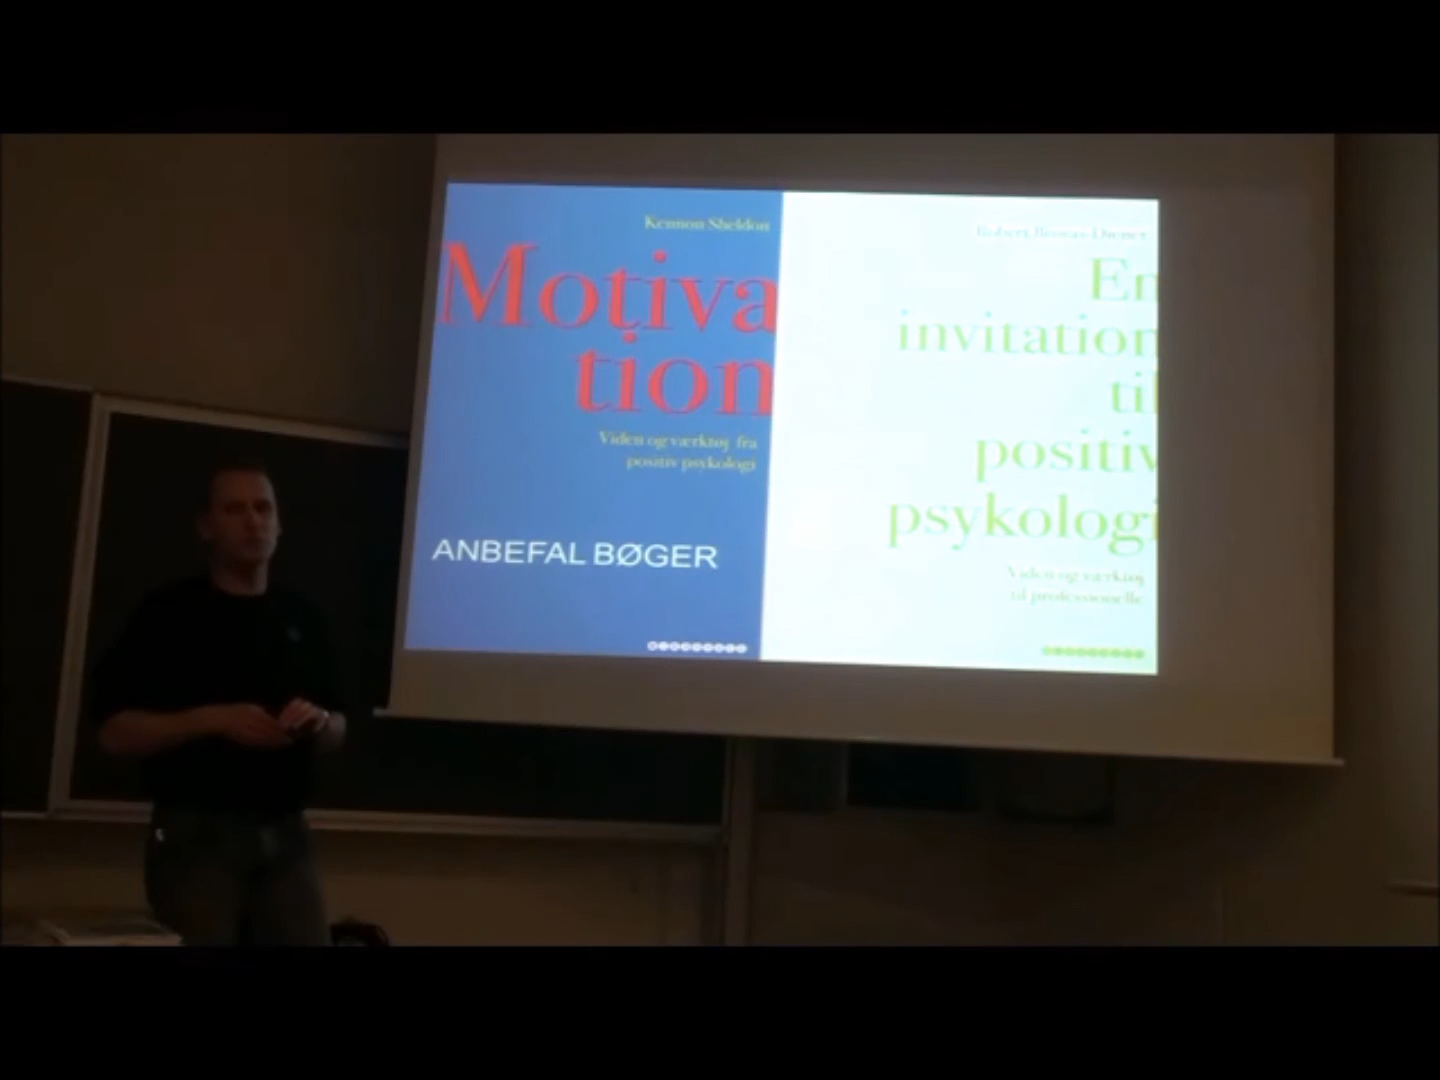 Kennon Sheldon
Motiva
tion
Viden og værktøj fra
positiv psykologi
ANBEFAL BØGER
Robert Biswas-Diener
En
invitation
til
positiv
psykologi
Viden og værktøj
til professionelle